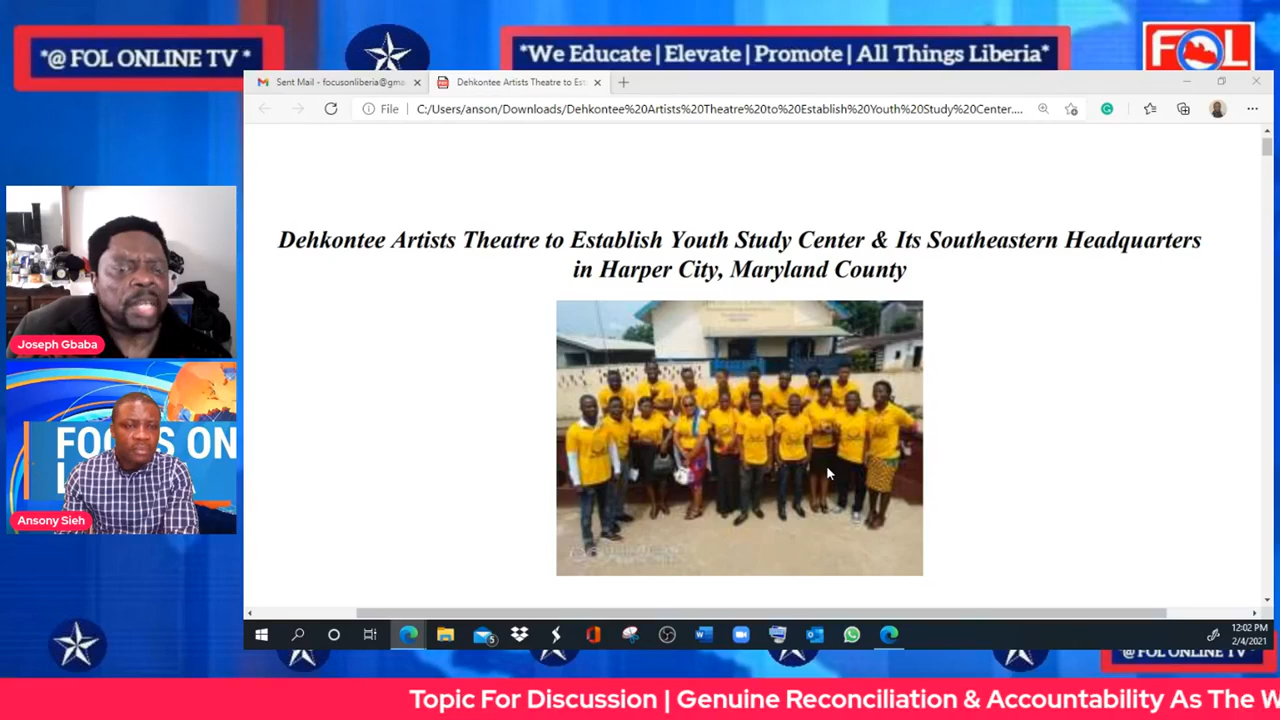 *@ FOL ONLINE TV *
*We Educate | Elevate | Promote | All Things Liberia*
FOL
Sent Mail - focusonliberia@gma
Dehkontee Artists Theatre to Est
File
C:/Users/anson/Downloads/Dehkontee%20Artists%20Theatre%20to%20Establish%20Youth%20Study%20Center....
Dehkontee Artists Theatre to Establish Youth Study Center & Its Southeastern Headquarters
in Harper City, Maryland County
Joseph Gbaba
FOCUS ON
Ansony Sieh
5
12:02 PM
2/4/2021
@FOL ONLINE TV
Topic For Discussion | Genuine Reconciliation & Accountability As The W